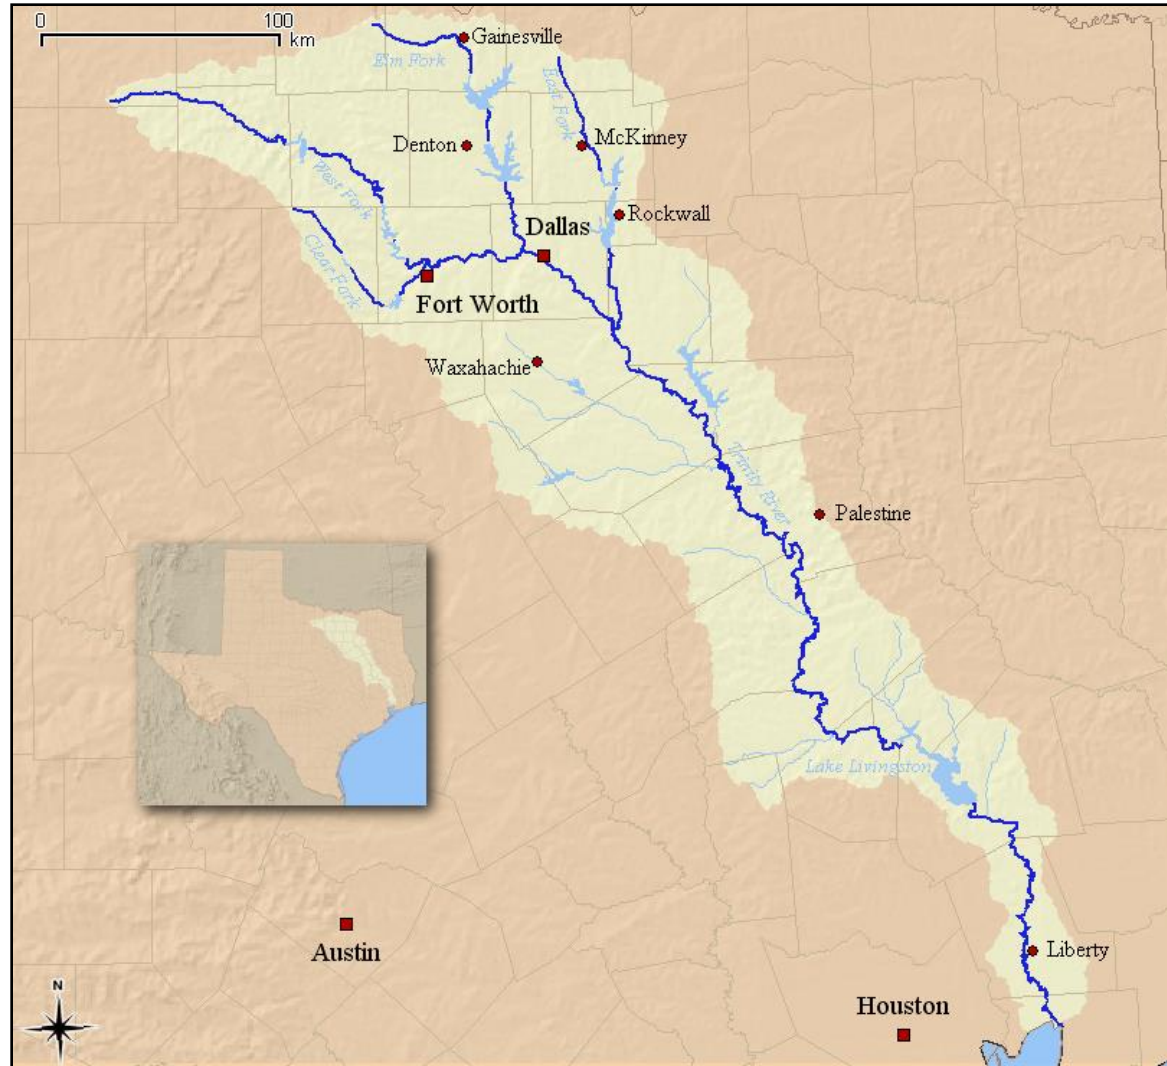 0 100
km
Gainesville
Elm Fork
East Fork
Denton
McKinney
West Fork
Rockwall
Dallas
Clear Fork
Fort Worth
Waxahachie
Trinity River
Palestine
Lake Livingston
Liberty
Austin
N
Houston